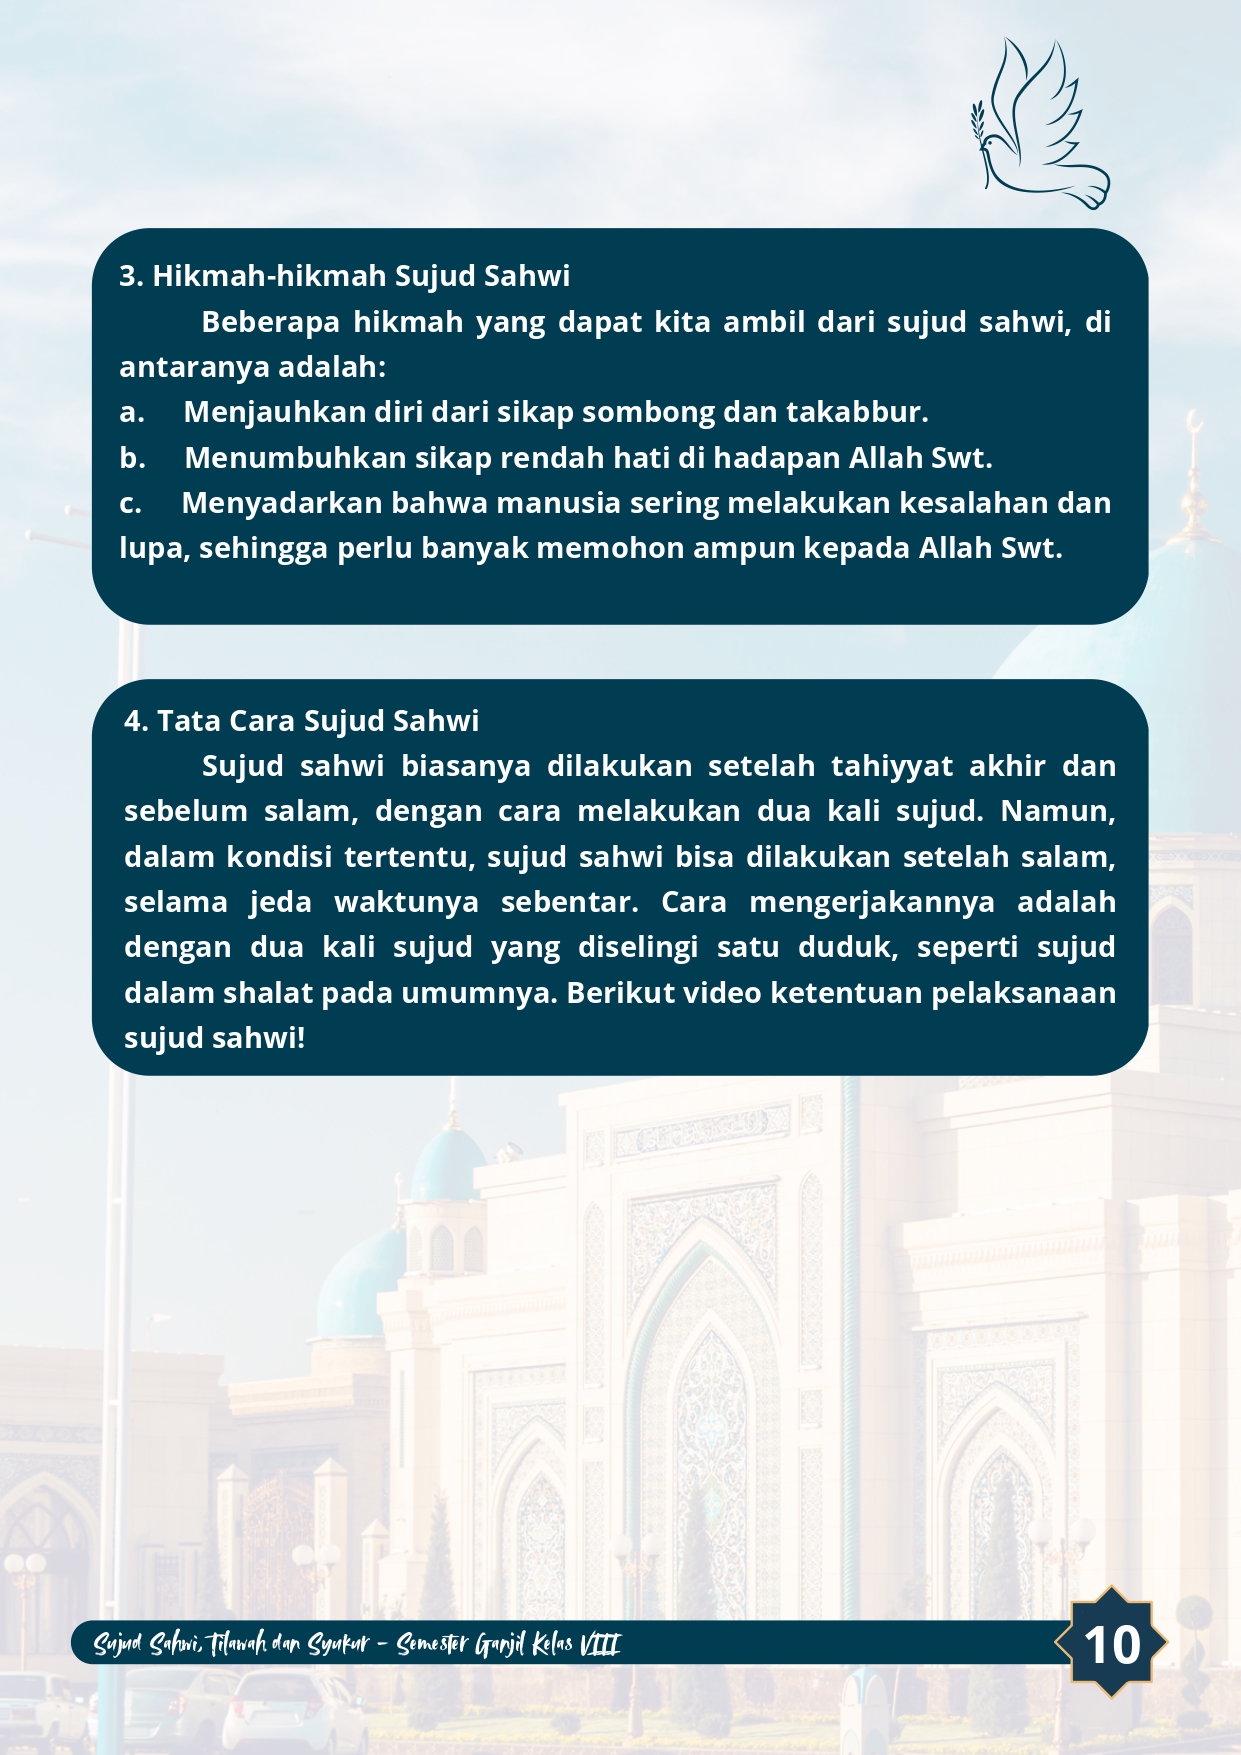 3. Hikmah-hikmah Sujud Sahwi
Beberapa hikmah yang dapat kita ambil dari sujud sahwi, di
antaranya adalah:
a. Menjauhkan diri dari sikap sombong dan takabbur.
b. Menumbuhkan sikap rendah hati di hadapan Allah Swt.
c. Menyadarkan bahwa manusia sering melakukan kesalahan dan
lupa, sehingga perlu banyak memohon ampun kepada Allah Swt.
4. Tata Cara Sujud Sahwi
Sujud sahwi biasanya dilakukan setelah tahiyyat akhir dan
sebelum salam, dengan cara melakukan dua kali sujud. Namun,
dalam kondisi tertentu, sujud sahwi bisa dilakukan setelah salam,
selama jeda waktunya sebentar. Cara mengerjakannya adalah
dengan dua kali sujud yang diselingi satu duduk, seperti sujud
dalam shalat pada umumnya. Berikut video ketentuan pelaksanaan
sujud sahwi!
Sujud Sahwi, Tilawah dan Syukur - Semester Ganjil Kelas VIII
10